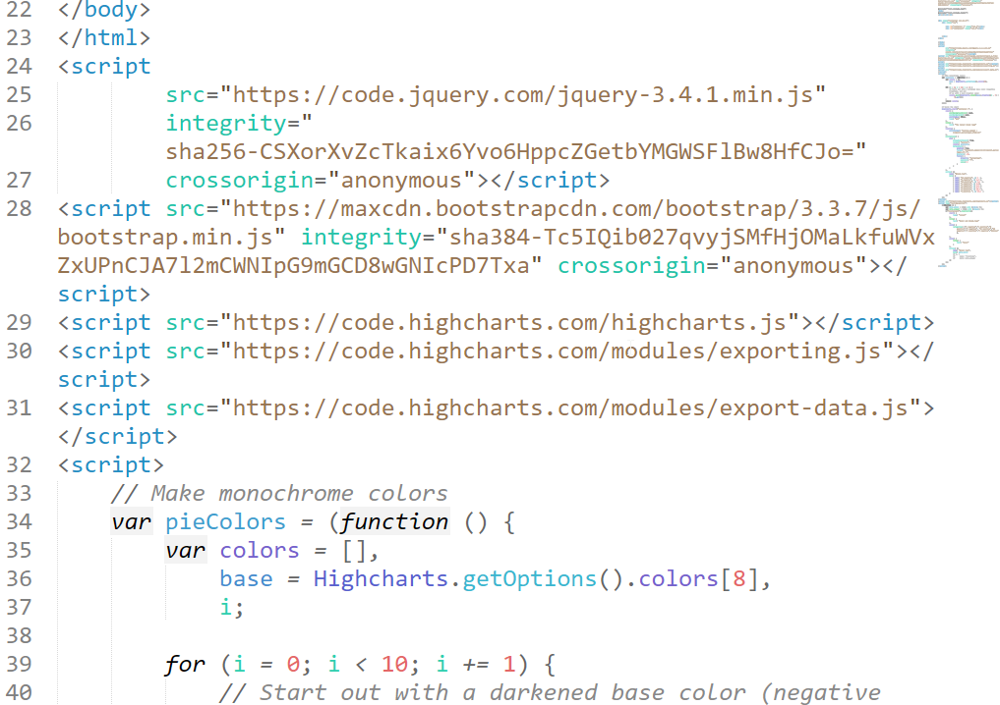 22 </body>
23 </html>
24 <script
25 src="https://code.jquery.com/jquery-3.4.1.min.js"
26 integrity="
sha256-CSXorXvZcTkaix6Yvo6HppcZGetbYMGWSFlBw8HfCJo="
27 crossorigin="anonymous"></script>
28 <script src="https://maxcdn.bootstrapcdn.com/bootstrap/3.3.7/js/
bootstrap.min.js" integrity="sha384-Tc5IQib027qvyjSMfHjOMaLkfuWVx
ZxUPnCJA7l2mCWNIpG9mGCD8wGNIcPD7Txa" crossorigin="anonymous"></
script>
29 <script src="https://code.highcharts.com/highcharts.js"></script>
30 <script src="https://code.highcharts.com/modules/exporting.js"></
script>
31 <script src="https://code.highcharts.com/modules/export-data.js">
</script>
32 <script>
33 // Make monochrome colors
34 var pieColors = (function () {
35 var colors = [],
36 base = Highcharts.getOptions().colors[8],
37 i;
38
39 for (i = 0; i < 10; i += 1) {
40 // Start out with a darkened base color (negative